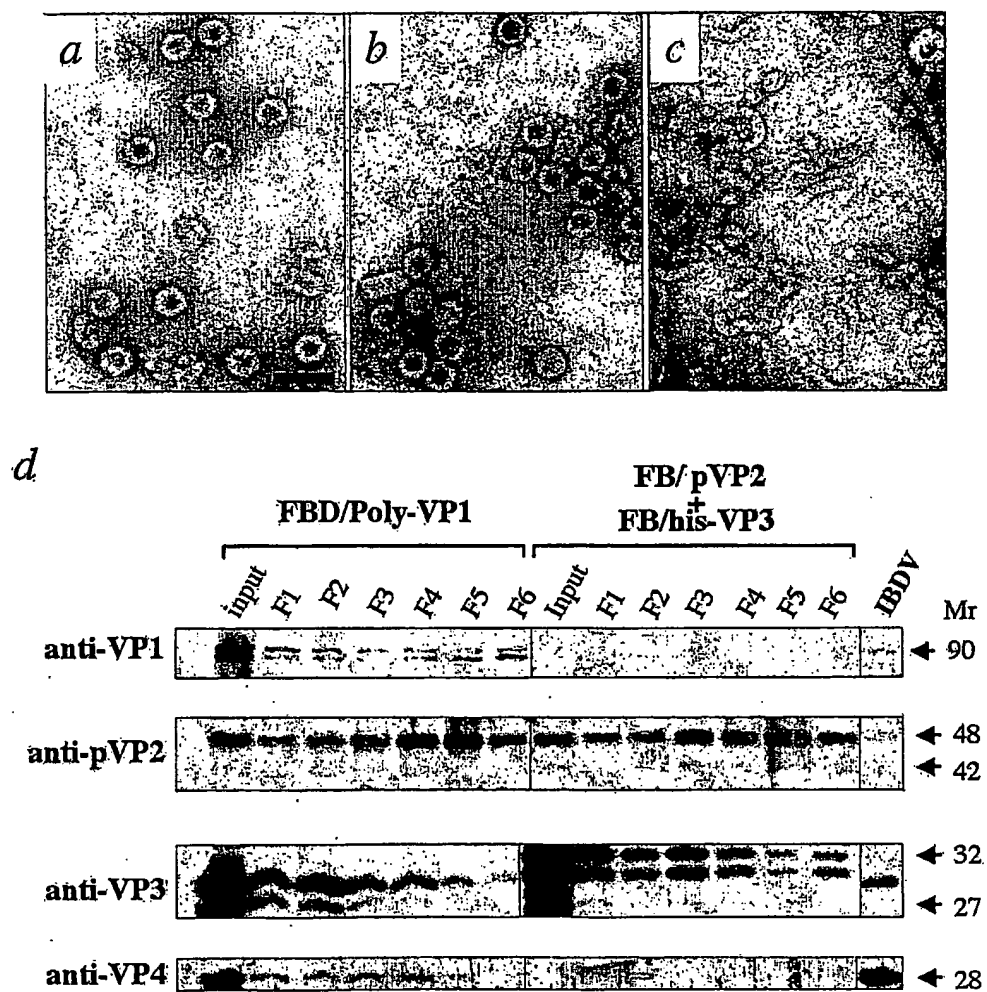 a b c
d
FB/pVP2
+
FBD/Poly-VP1 FB/his-VP3
input F1 F2 F3 F4 F5 F6 Input F1 F2 F3 F4 F5 F6 IBDV Mr
anti-VP1 90
anti-pVP2 48
42
anti-VP3 32
27
anti-VP4 28